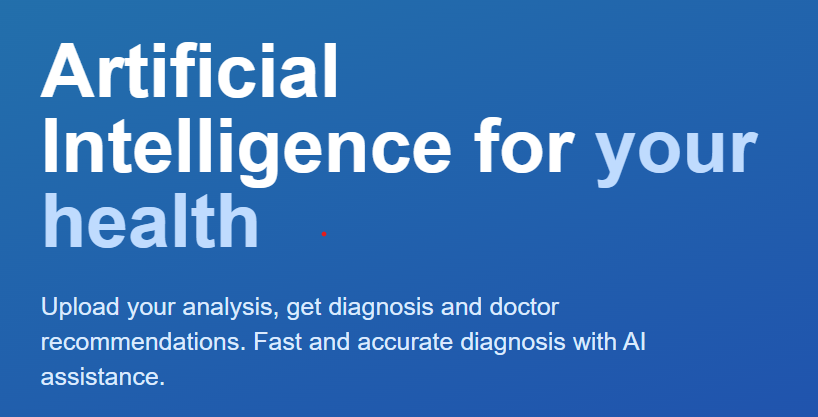 Artificial
Intelligence for your
health
Upload your analysis, get diagnosis and doctor
recommendations. Fast and accurate diagnosis with AI
assistance.